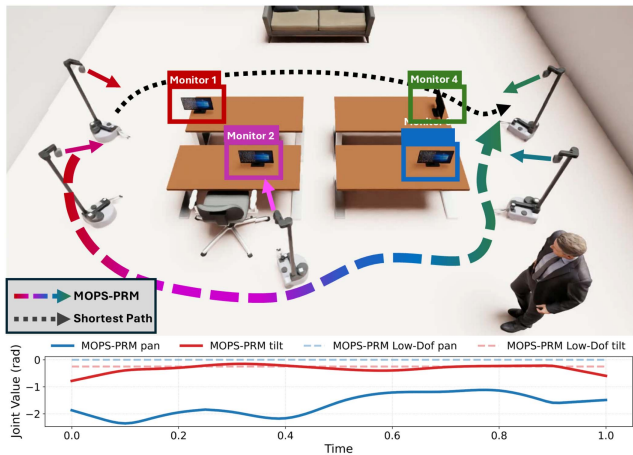 Monitor 1
Monitor 4
Monitor 2
MOPS-PRM
Shortest Path
MOPS-PRM pan
MOPS-PRM tilt
MOPS-PRM Low-Dof pan
MOPS-PRM Low-Dof tilt
Joint Value (rad)
0
−1
−2
0.0
0.2
0.4
0.6
0.8
1.0
Time